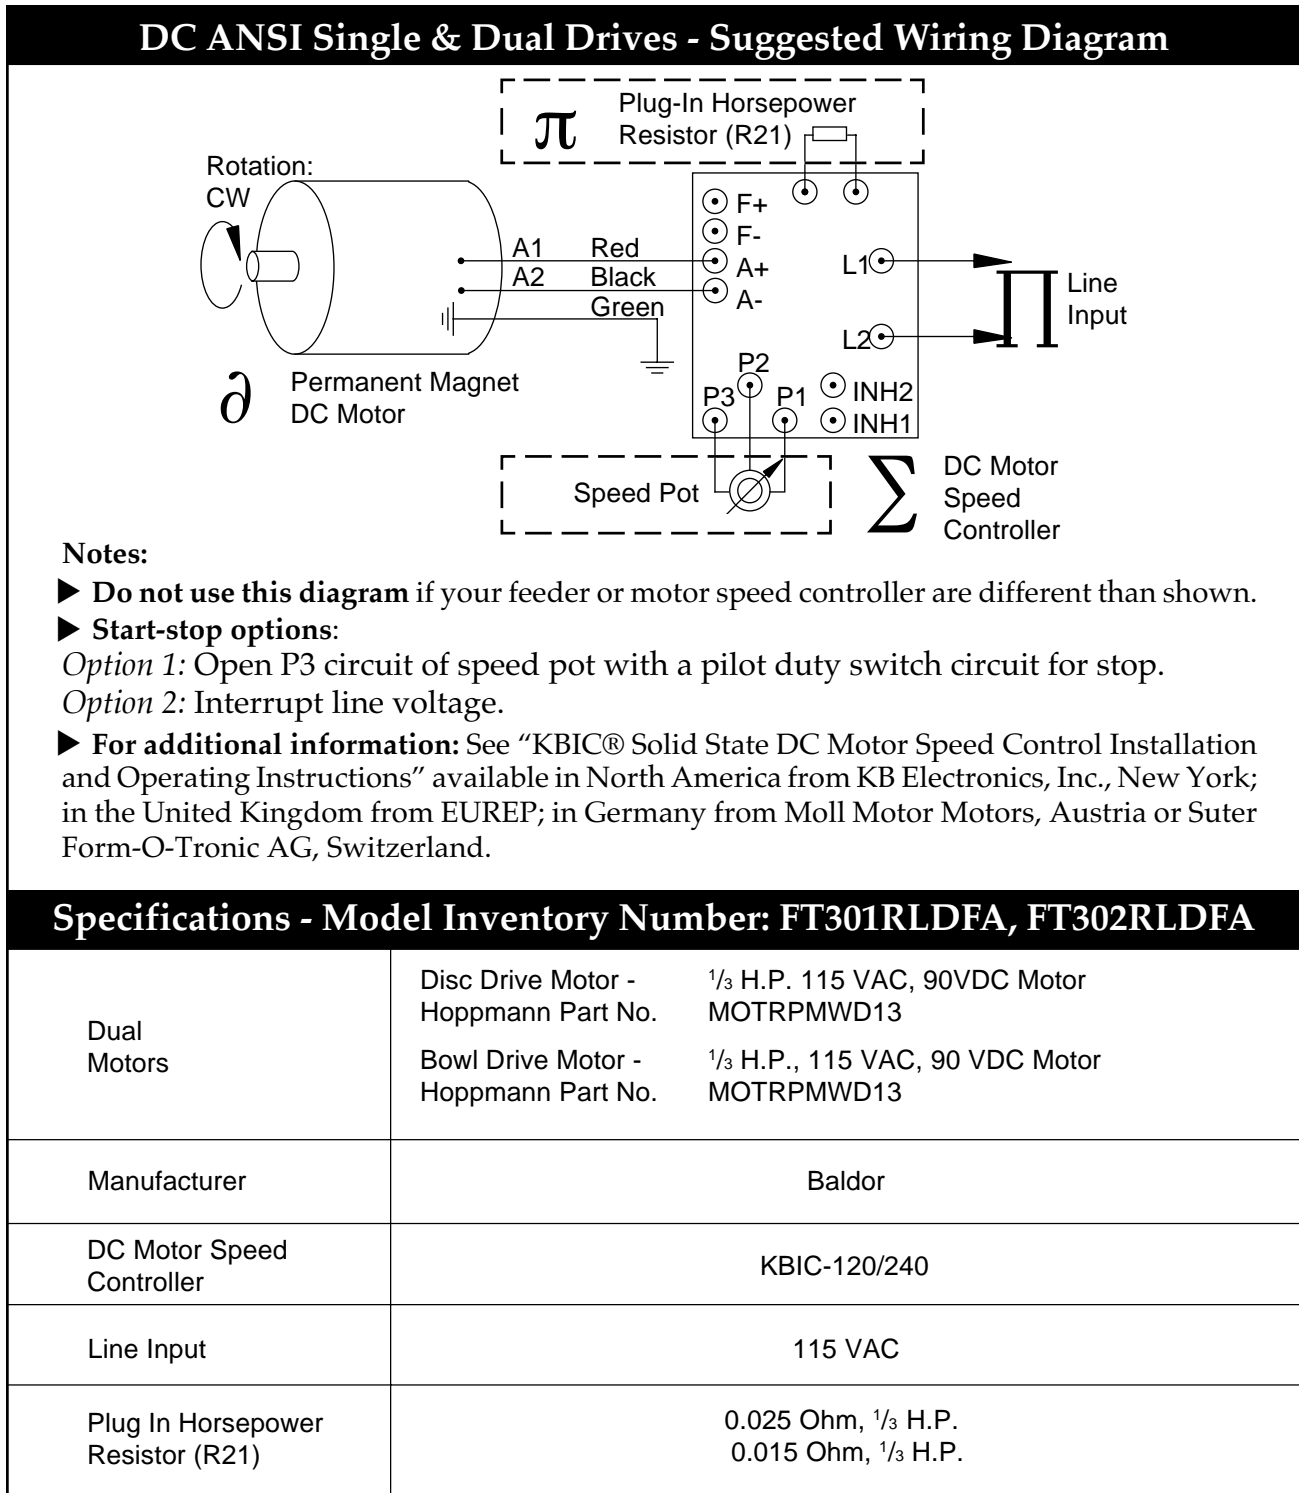 DC ANSI Single & Dual Drives - Suggested Wiring Diagram
π
Plug-In Horsepower
Resistor (R21)
Rotation:
CW
F+
F-
A+
A-
A1 Red
A2 Black
Green
L1
L2
∏
Line
Input
∂
Permanent Magnet
DC Motor
P2
P3
P1
INH2
INH1
Speed Pot
∑
DC Motor
Speed
Controller
Notes:
▶ Do not use this diagram if your feeder or motor speed controller are different than shown.
▶ Start-stop options:
Option 1: Open P3 circuit of speed pot with a pilot duty switch circuit for stop.
Option 2: Interrupt line voltage.
▶ For additional information: See “KBIC® Solid State DC Motor Speed Control Installation
and Operating Instructions” available in North America from KB Electronics, Inc., New York;
in the United Kingdom from EUREP; in Germany from Moll Motor Motors, Austria or Suter
Form-O-Tronic AG, Switzerland.
Specifications - Model Inventory Number: FT301RLDFA, FT302RLDFA
Dual
Motors
Disc Drive Motor - 1/3 H.P. 115 VAC, 90VDC Motor
Hoppmann Part No. MOTRPMWD13
Bowl Drive Motor - 1/3 H.P., 115 VAC, 90 VDC Motor
Hoppmann Part No. MOTRPMWD13
Manufacturer
Baldor
DC Motor Speed
Controller
KBIC-120/240
Line Input
115 VAC
Plug In Horsepower
Resistor (R21)
0.025 Ohm, 1/3 H.P.
0.015 Ohm, 1/3 H.P.